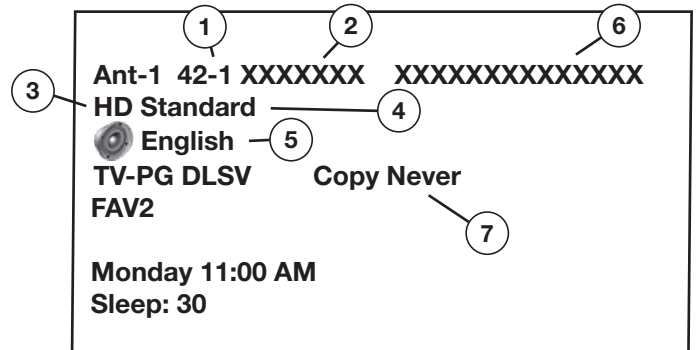 1 2 6
Ant-1 42-1 XXXXXXX XXXXXXXXXXXXXX
3 HD Standard 4
English 5
TV-PG DLSV Copy Never
FAV2 7
Monday 11:00 AM
Sleep: 30